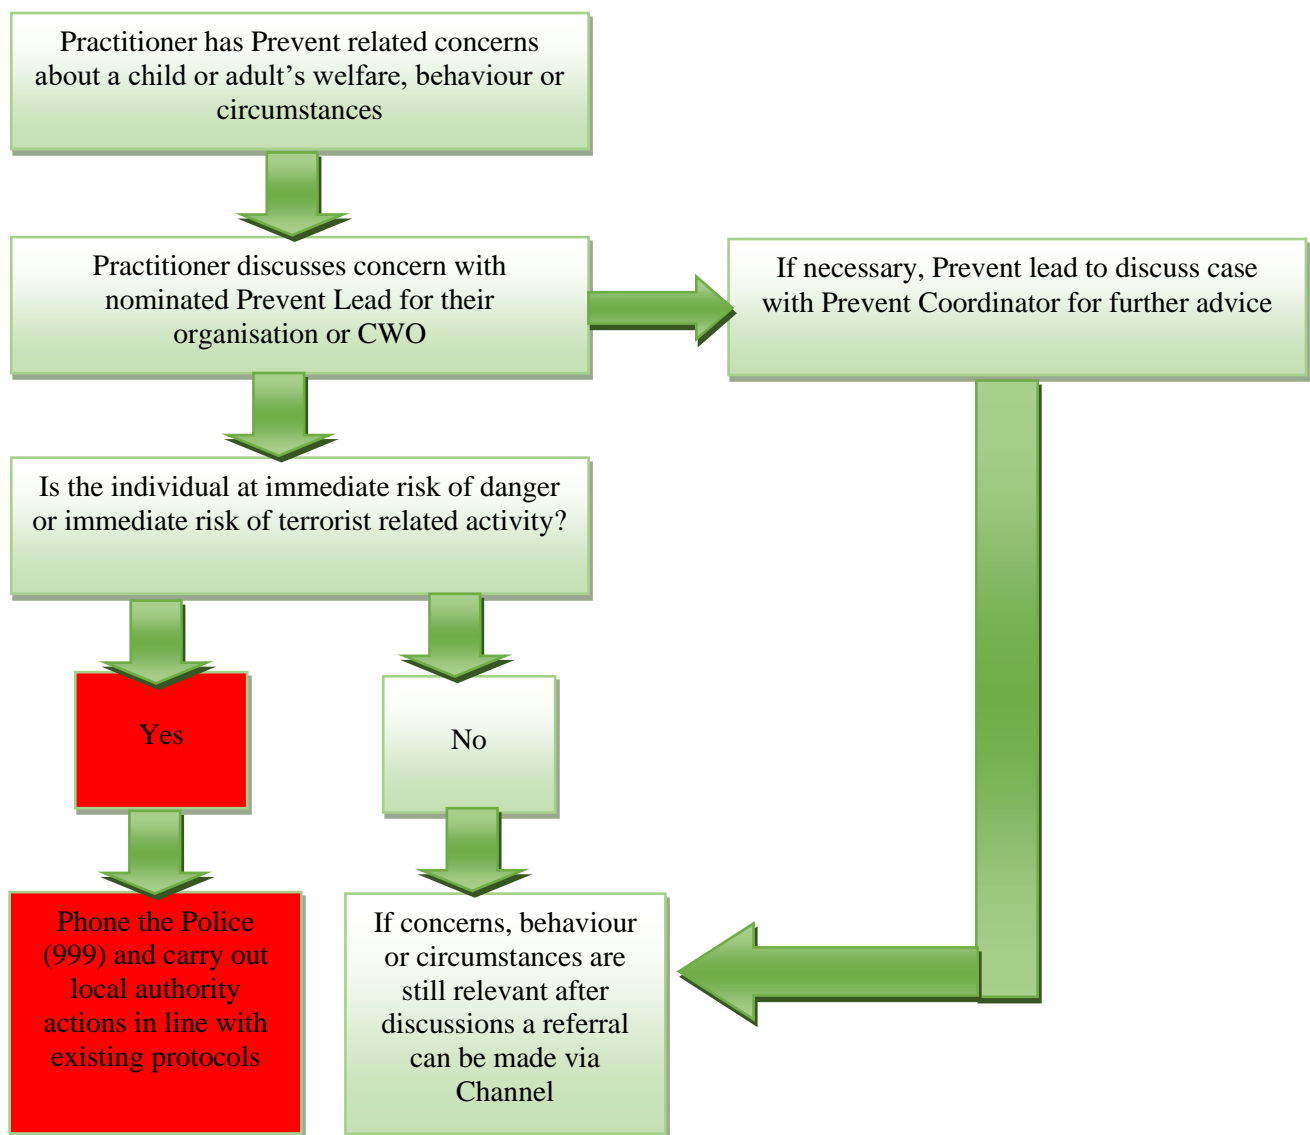 Practitioner has Prevent related concerns
about a child or adult’s welfare, behaviour or
circumstances
Practitioner discusses concern with
nominated Prevent Lead for their
organisation or CWO
If necessary, Prevent lead to discuss case
with Prevent Coordinator for further advice
Is the individual at immediate risk of danger
or immediate risk of terrorist related activity?
Yes
No
Phone the Police
(999) and carry out
local authority
actions in line with
existing protocols
If concerns, behaviour
or circumstances are
still relevant after
discussions a referral
can be made via
Channel